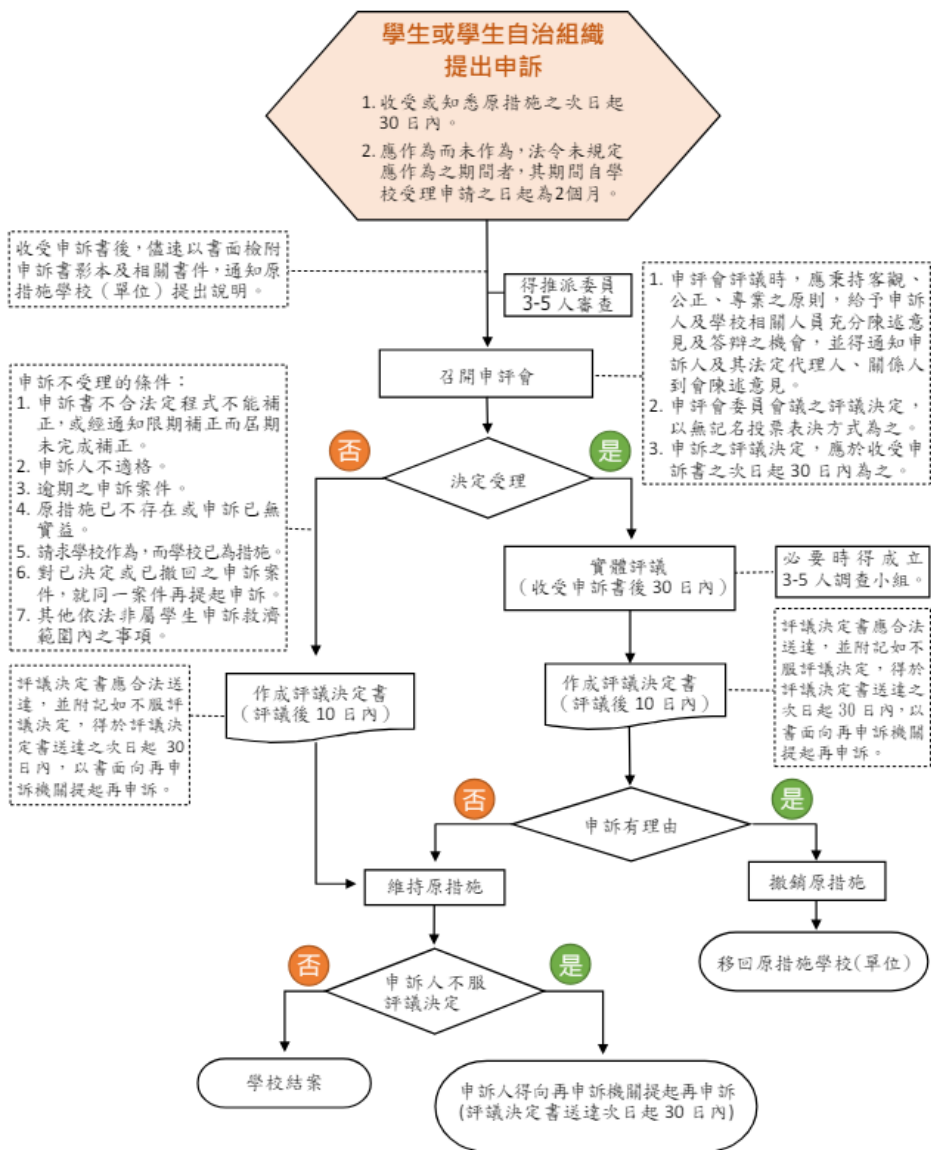 學生或學生自治組織
提出申訴
1. 收受或知悉原措施之次日起
30 日內。
2. 應作為而未作為，法令未規定
應作為之期間者，其期間自學
校受理申請之日起為2個月。
收受申訴書後，儘速以書面檢附
申訴書影本及相關書件，通知原
措施學校（單位）提出說明。
得推派委員
3-5 人審查
1. 申評會評議時，應秉持客觀、
公正、專業之原則，給予申訴
人及學校相關人員充分陳述意
見及答辯之機會，並得通知申
訴人及其法定代理人、關係人
到會陳述意見。
2. 申評會委員會議之評議決定，
以無記名投票表決方式為之。
3. 申訴之評議決定，應於收受申
訴書之次日起 30 日內為之。
召開申評會
申訴不受理的條件：
1. 申訴書不合法定程式不能補
正，或經通知限期補正而屆期
未完成補正。
2. 申訴人不適格。
3. 逾期之申訴案件。
4. 原措施已不存在或申訴已無
實益。
5. 請求學校作為，而學校已為措施。
6. 對已決定或已撤回之申訴案
件，就同一案件再提起申訴。
7. 其他依法非屬學生申訴救濟
範圍內之事項。
否
是
決定受理
實體評議
（收受申訴書後 30 日內）
必要時得成立
3-5 人調查小組。
評議決定書應合法送
達，並附記如不服評
議決定，得於評議決
定書送達之次日起 30
日內，以書面向再申
訴機關提起再申訴。
作成評議決定書
（評議後 10 日內）
作成評議決定書
（評議後 10 日內）
評議決定書應合法
送達，並附記如不
服評議決定，得於
評議決定書送達之
次日起 30 日內，以
書面向再申訴機關
提起再申訴。
否
是
申訴有理由
維持原措施
撤銷原措施
移回原措施學校(單位)
否
是
申訴人不服
評議決定
學校結案
申訴人得向再申訴機關提起再申訴
(評議決定書送達次日起 30 日內)